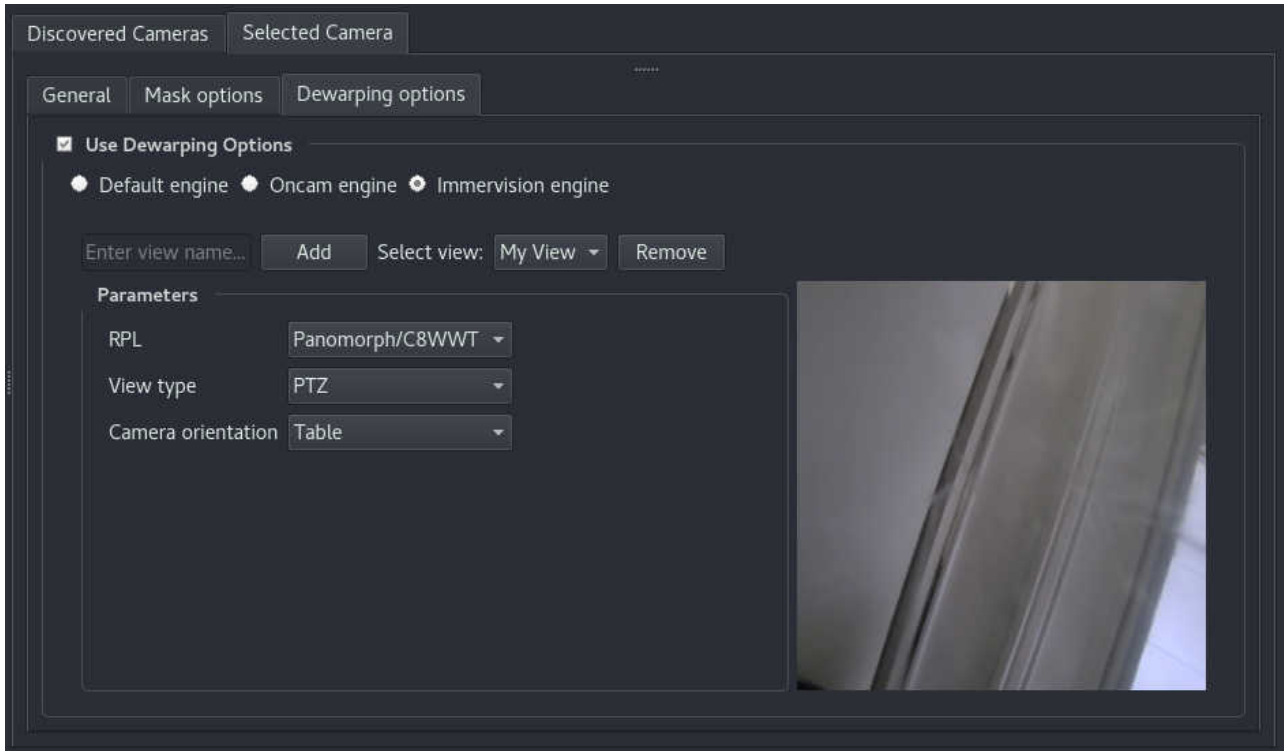 Discovered Cameras Selected Camera
General Mask options Dewarping options
Use Dewarping Options
Default engine Oncam engine Immervision engine
Enter view name... Add Select view: My View Remove
Parameters
RPL Panomorph/C8WWT
View type PTZ
Camera orientation Table